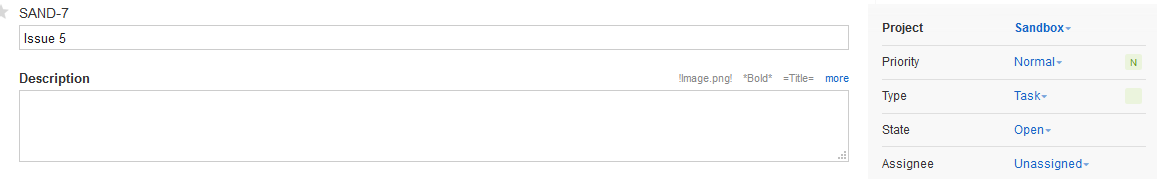 SAND-7
Issue 5
Description !Image.png! *Bold* =Title= more
Project Sandbox
Priority Normal N
Type Task
State Open
Assignee Unassigned